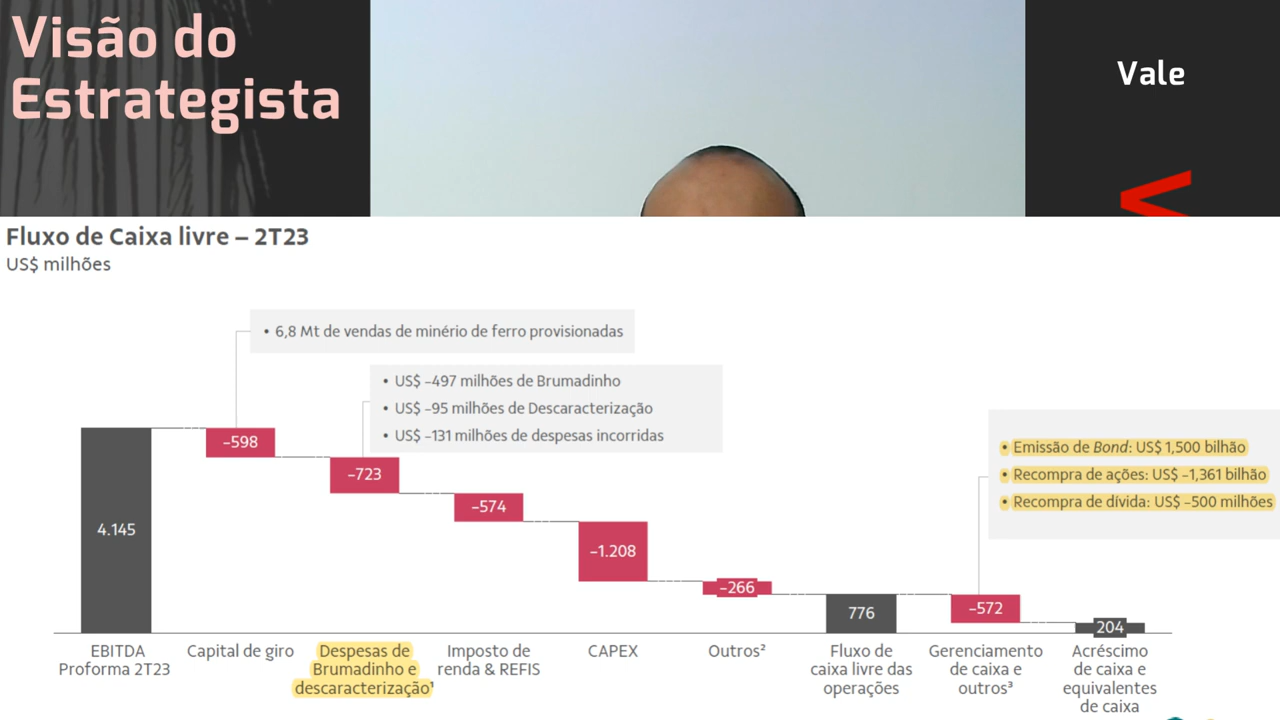 Visão do
Estrategista
Vale
Fluxo de Caixa livre – 2T23
US$ milhões
• 6,8 Mt de vendas de minério de ferro provisionadas
• US$ -497 milhões de Brumadinho
• US$ -95 milhões de Descaracterização
• US$ -131 milhões de despesas incorridas
• Emissão de Bond: US$ 1,500 bilhão
• Recompra de ações: US$ -1,361 bilhão
• Recompra de dívida: US$ -500 milhões
4.145
-598
-723
-574
-1.208
-266
776
-572
204
EBITDA
Proforma 2T23
Capital de giro
Despesas de
Brumadinho e
descaracterização¹
Imposto de
renda & REFIS
CAPEX
Outros²
Fluxo de
caixa livre das
operações
Gerenciamento
de caixa e
outros³
Acréscimo
de caixa e
equivalentes
de caixa